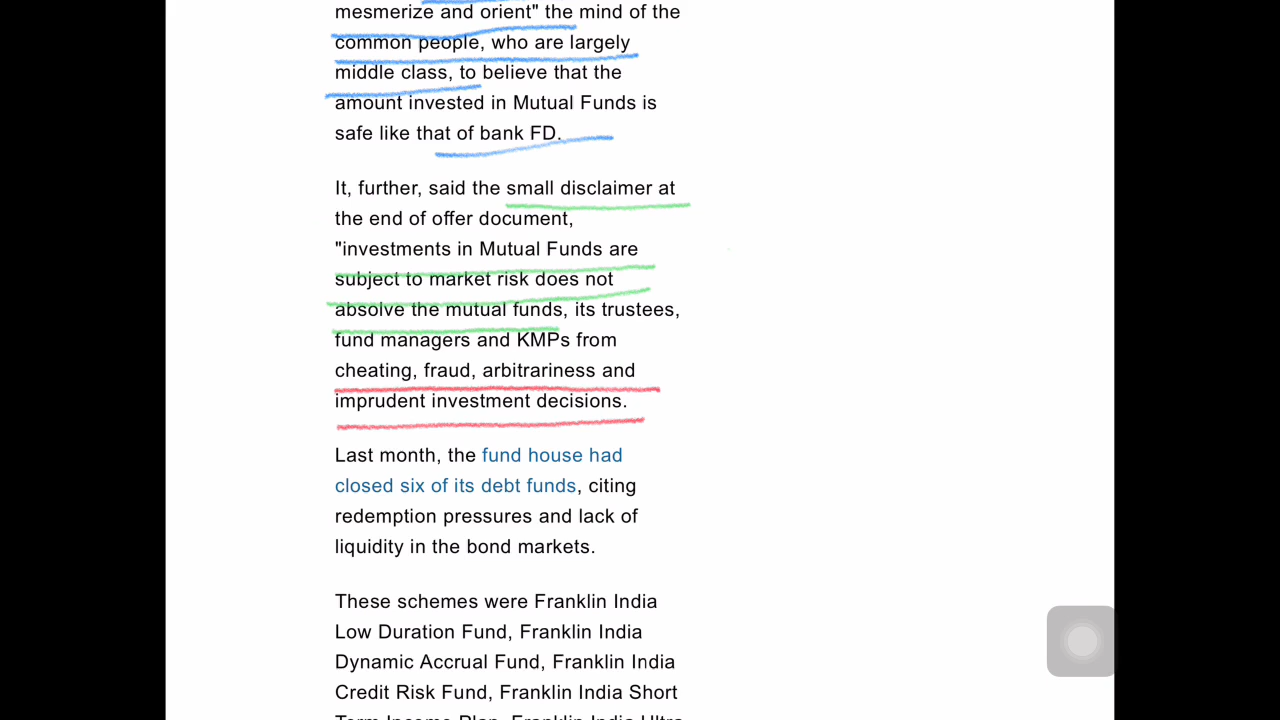 mesmerize and orient" the mind of the
common people, who are largely
middle class, to believe that the
amount invested in Mutual Funds is
safe like that of bank FD.
It, further, said the small disclaimer at
the end of offer document,
"investments in Mutual Funds are
subject to market risk does not
absolve the mutual funds, its trustees,
fund managers and KMPs from
cheating, fraud, arbitrariness and
imprudent investment decisions.
Last month, the fund house had
closed six of its debt funds, citing
redemption pressures and lack of
liquidity in the bond markets.
These schemes were Franklin India
Low Duration Fund, Franklin India
Dynamic Accrual Fund, Franklin India
Credit Risk Fund, Franklin India Short
Term Income Plan, Franklin India Ultra